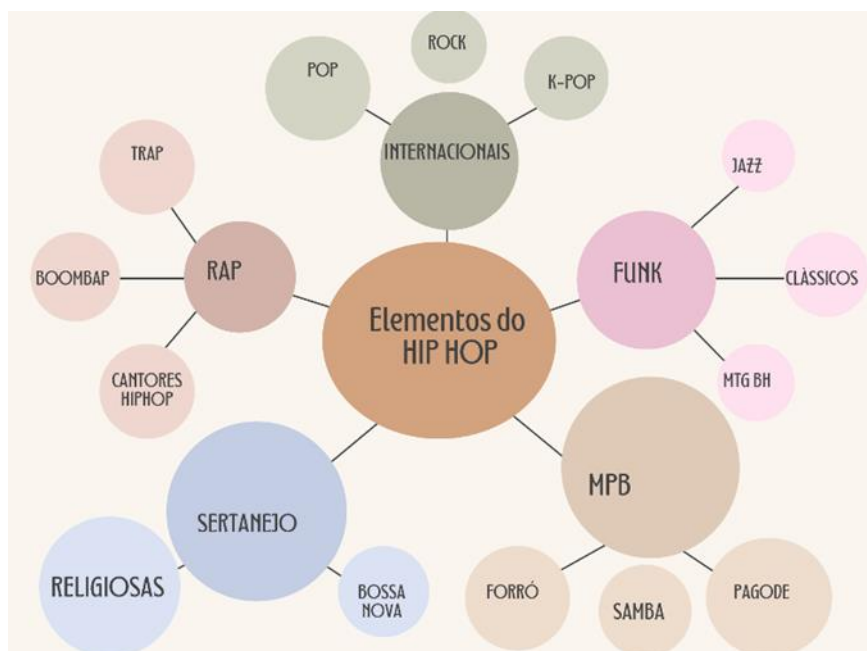 ROCK
POP
K-POP
INTERNACIONAIS
TRAP
JAZZ
RAP
BOOMBAP
FUNK
CLÀSSICOS
Elementos do
HIP HOP
CANTORES
HIPHOP
MTG BH
MPB
SERTANEJO
RELIGIOSAS
BOSSA
NOVA
FORRÓ
SAMBA
PAGODE